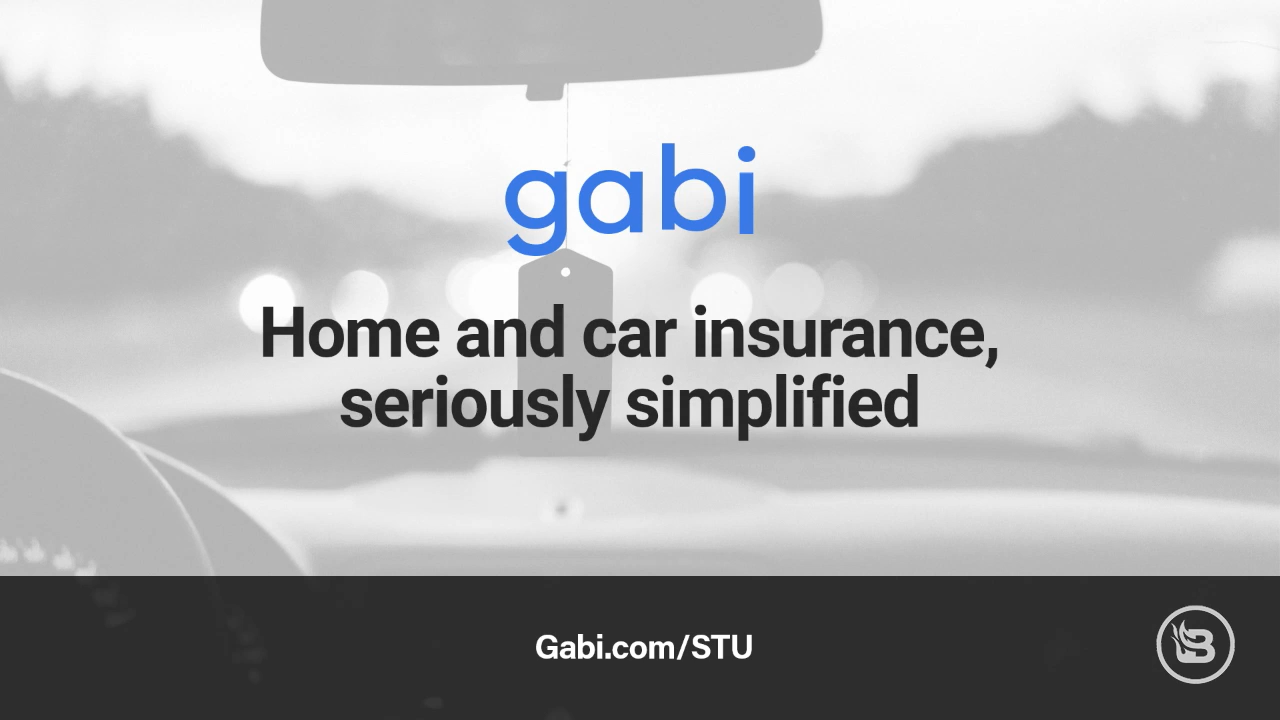 gabi
Home and car insurance,
seriously simplified
Gabi.com/STU
B